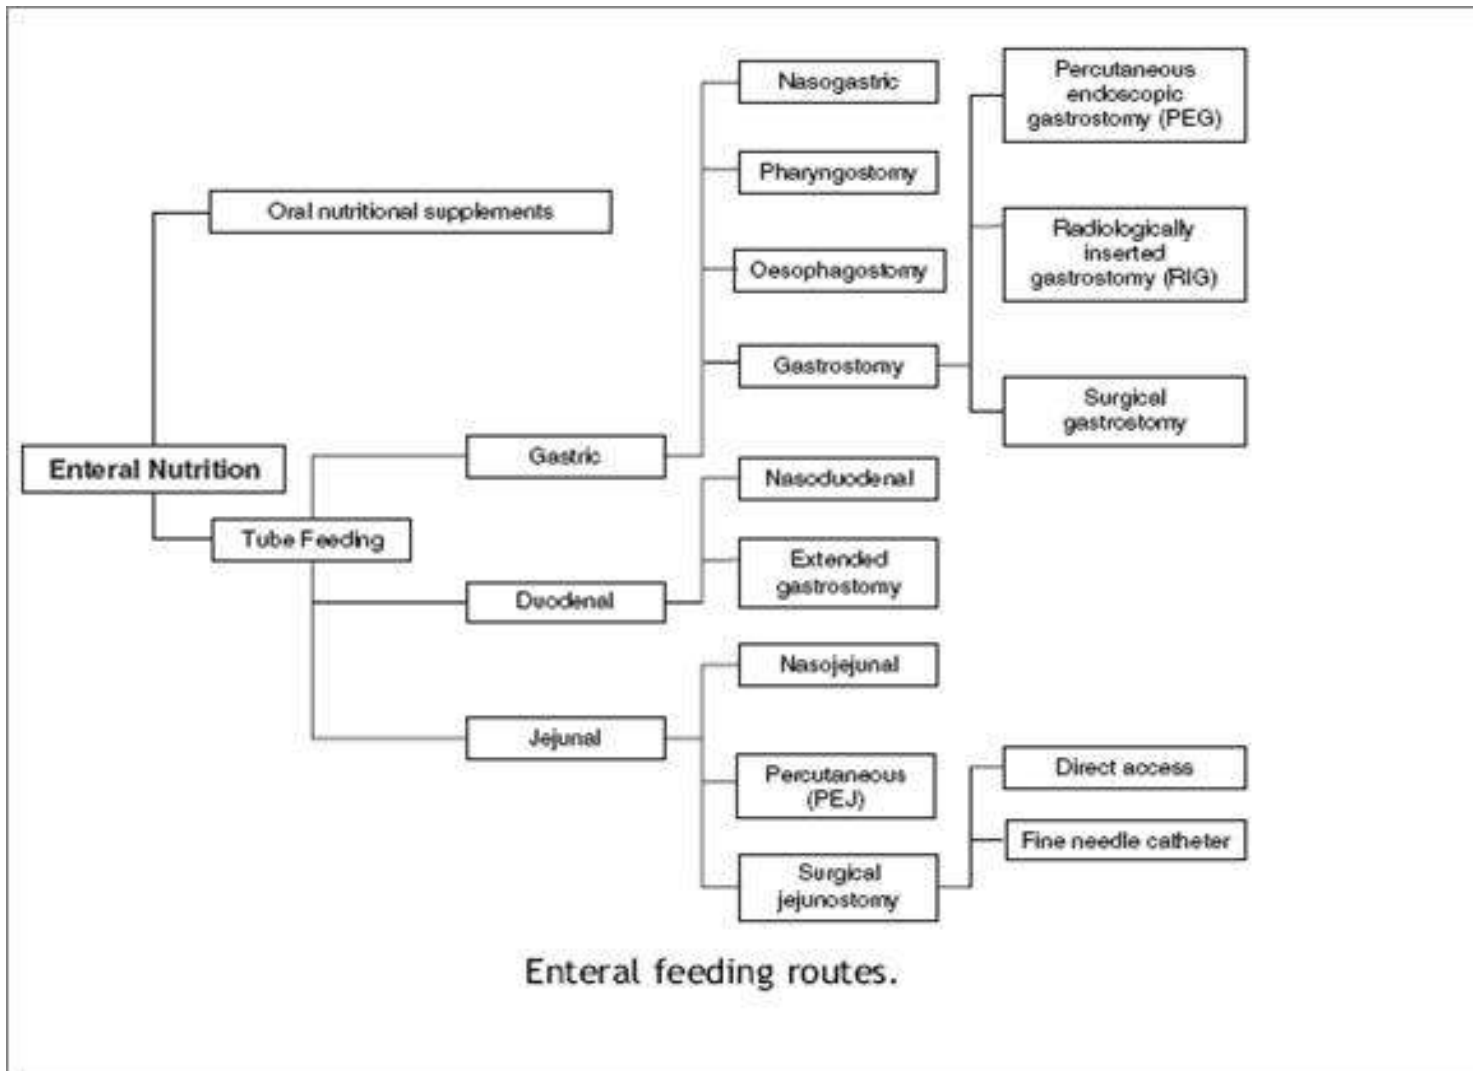 Nasogastric
Percutaneous
endoscopic
gastrostomy (PEG)
Pharyngostomy
Oral nutritional supplements
Radiologically
inserted
gastrostomy (RIG)
Oesophagostomy
Gastrostomy
Surgical
gastrostomy
Enteral Nutrition
Gastric
Nasoduodenal
Tube Feeding
Extended
gastrostomy
Duodenal
Nasojejunal
Jejunal
Percutaneous
(PEJ)
Direct access
Fine needle catheter
Surgical
jejunostomy
Enteral feeding routes.